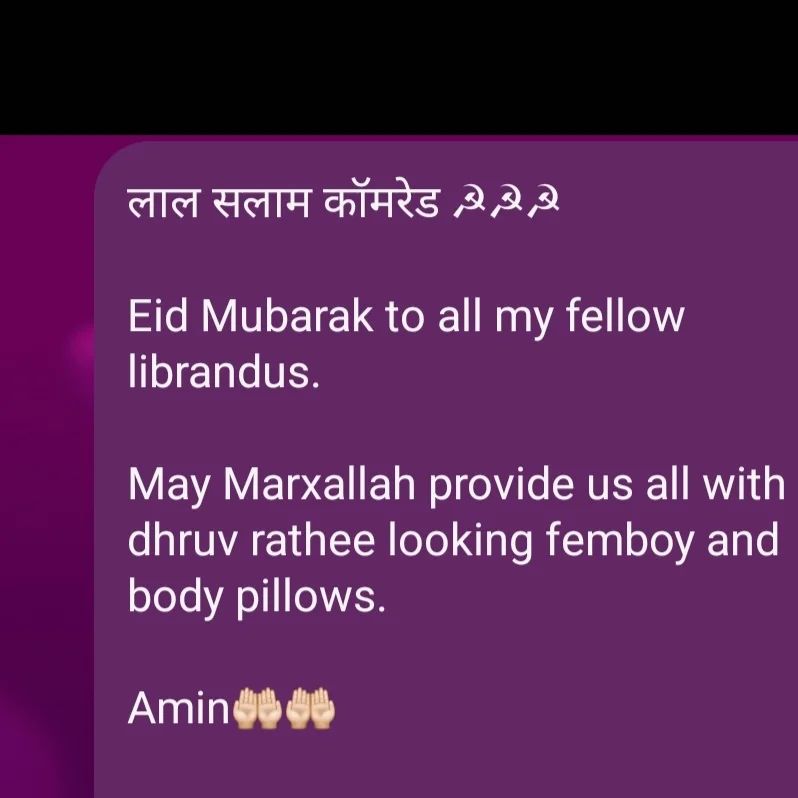 लाल सलाम कॉमरेड ☭☭☭
Eid Mubarak to all my fellow
librandus.
May Marxallah provide us all with
dhruv rathee looking femboy and
body pillows.
Amin🤲🏻🤲🏻